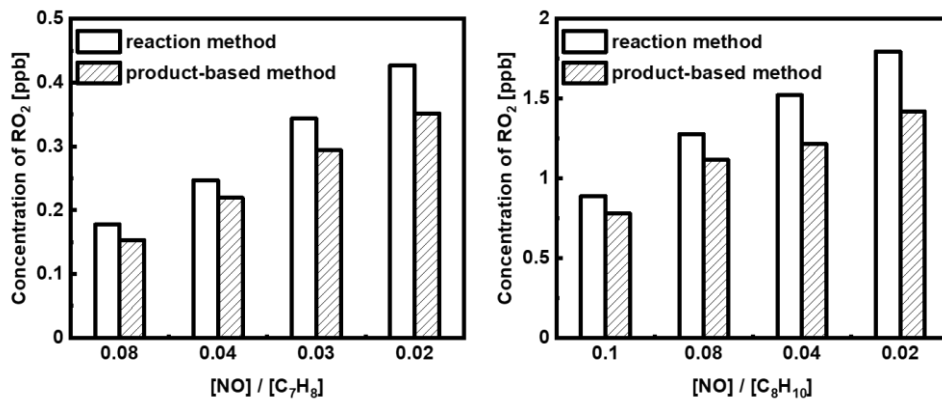 Concentration of RO₂ [ppb]
0.5
0.4
0.3
0.2
0.1
0
reaction method
product-based method
0.08 0.04 0.03 0.02
[NO] / [C₇H₈]
Concentration of RO₂ [ppb]
2
1.5
1
0.5
0
reaction method
product-based method
0.1 0.08 0.04 0.02
[NO] / [C₈H₁₀]